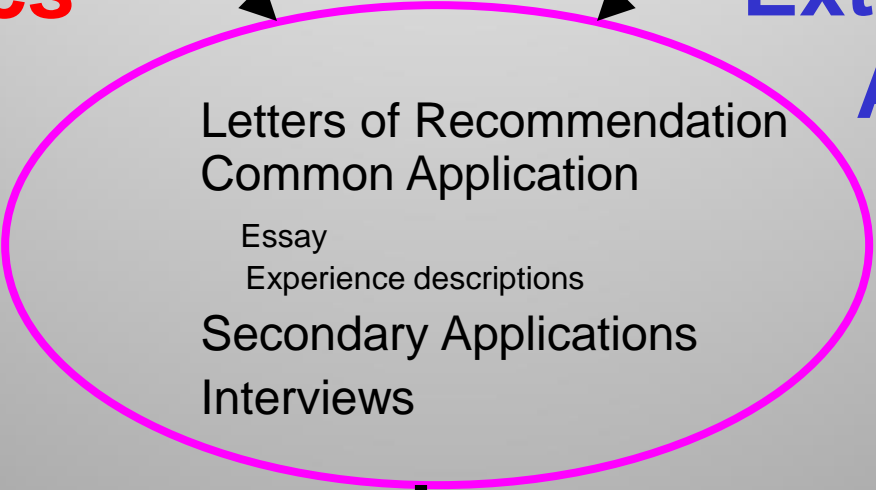 Letters of Recommendation
Common Application
Essay
Experience descriptions
Secondary Applications
Interviews